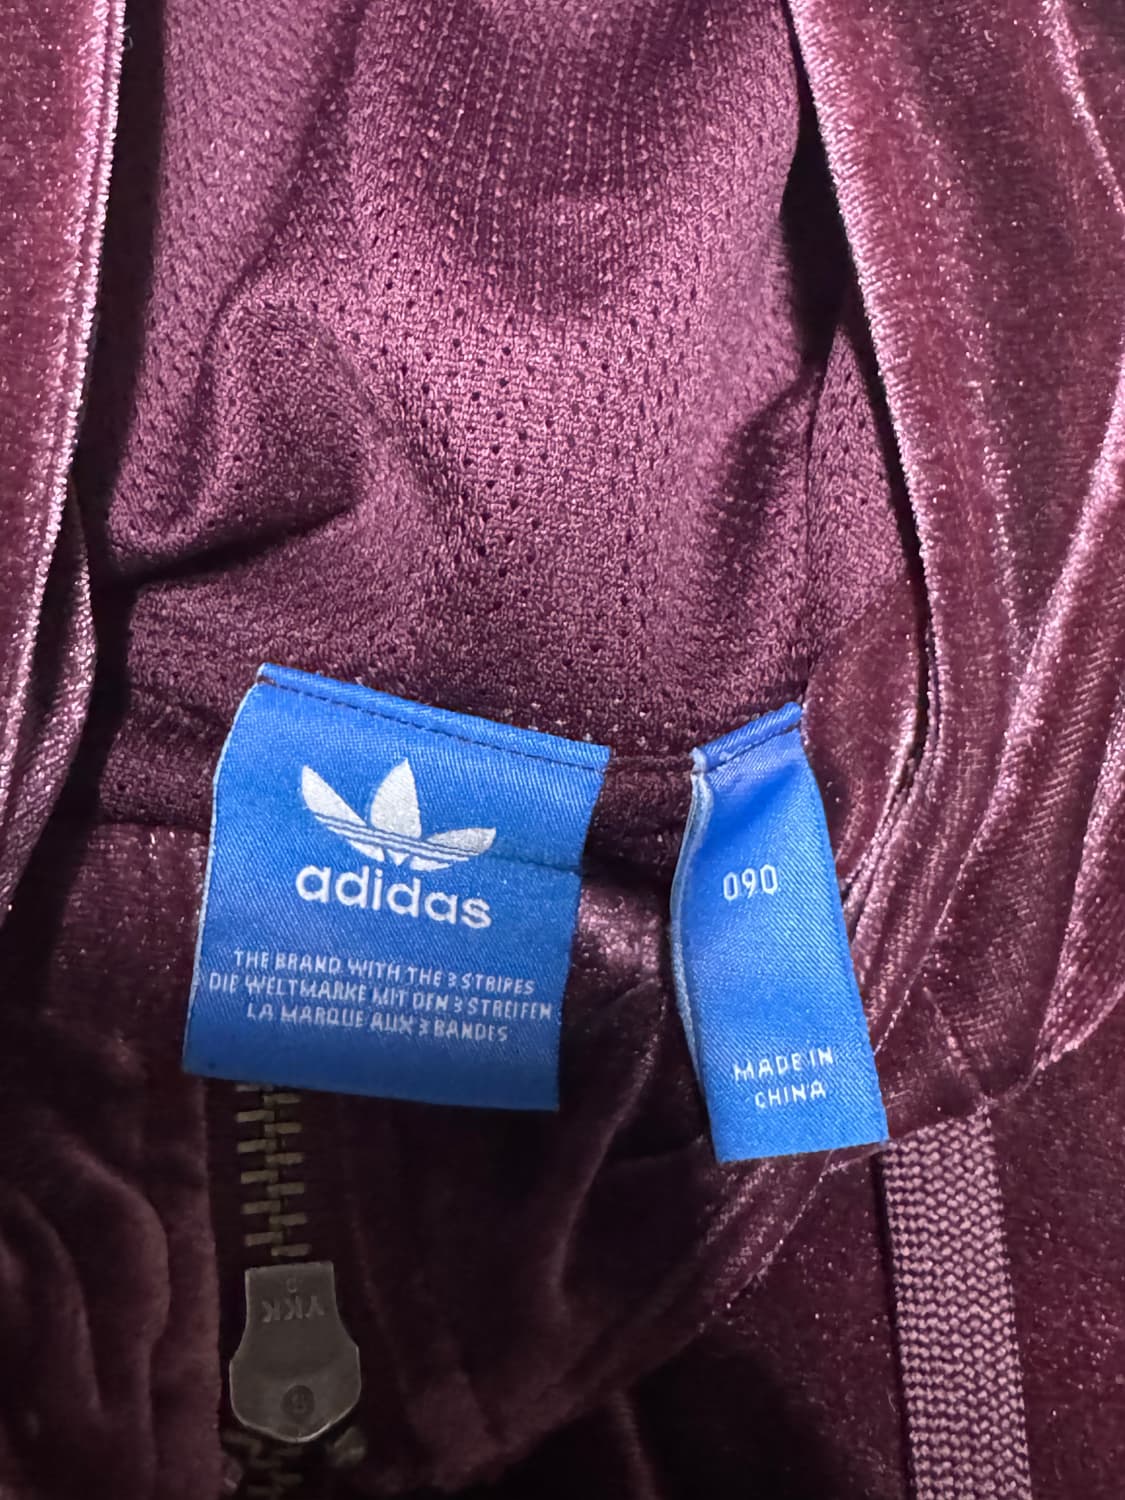 adidas
THE BRAND WITH THE 3 STRIPES
DIE WELTMARKE MIT DEN 3 STREIFEN
LA MARQUE AUX 3 BANDES
090
MADE IN
CHINA
YKK